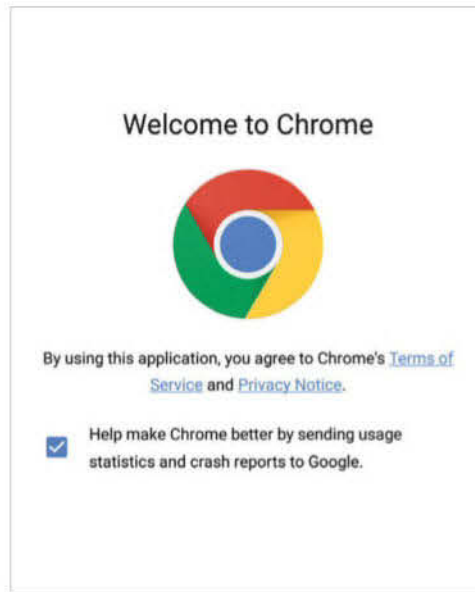 Welcome to Chrome
By using this application, you agree to Chrome's Terms of
Service and Privacy Notice.
Help make Chrome better by sending usage
statistics and crash reports to Google.